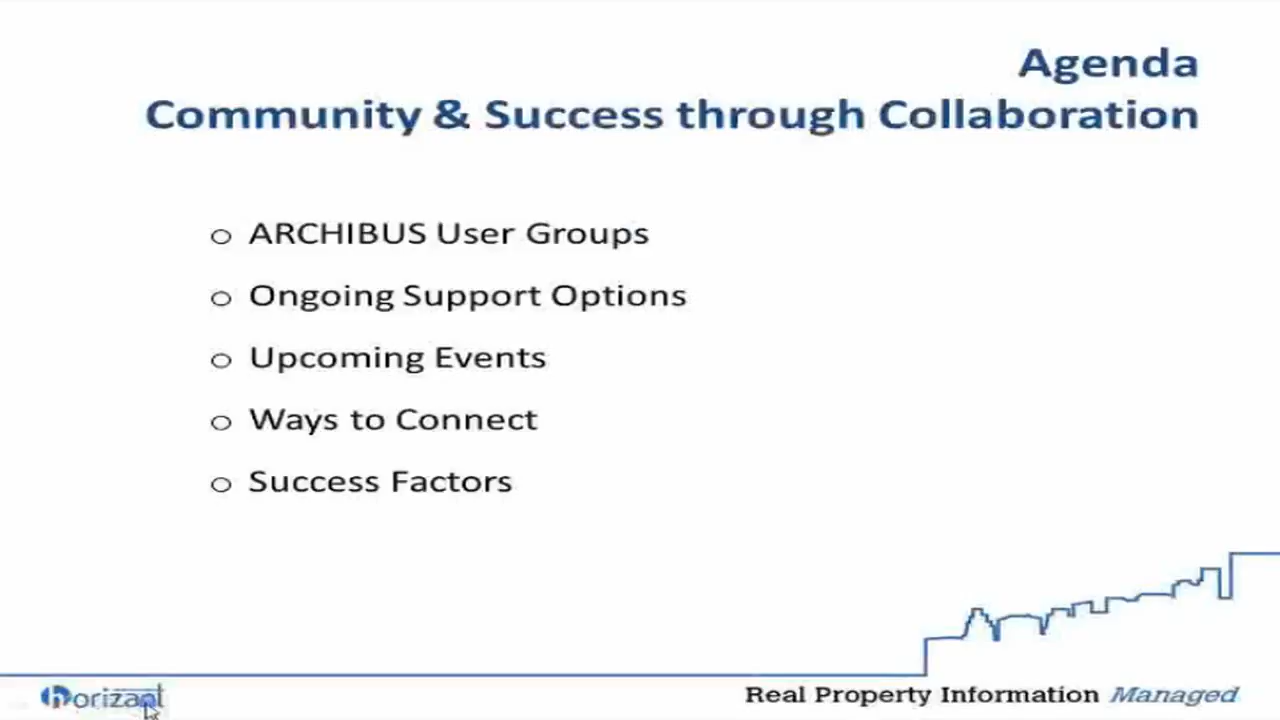 Agenda
Community & Success through Collaboration
o ARCHIBUS User Groups
o Ongoing Support Options
o Upcoming Events
o Ways to Connect
o Success Factors
horizant
Real Property Information Managed